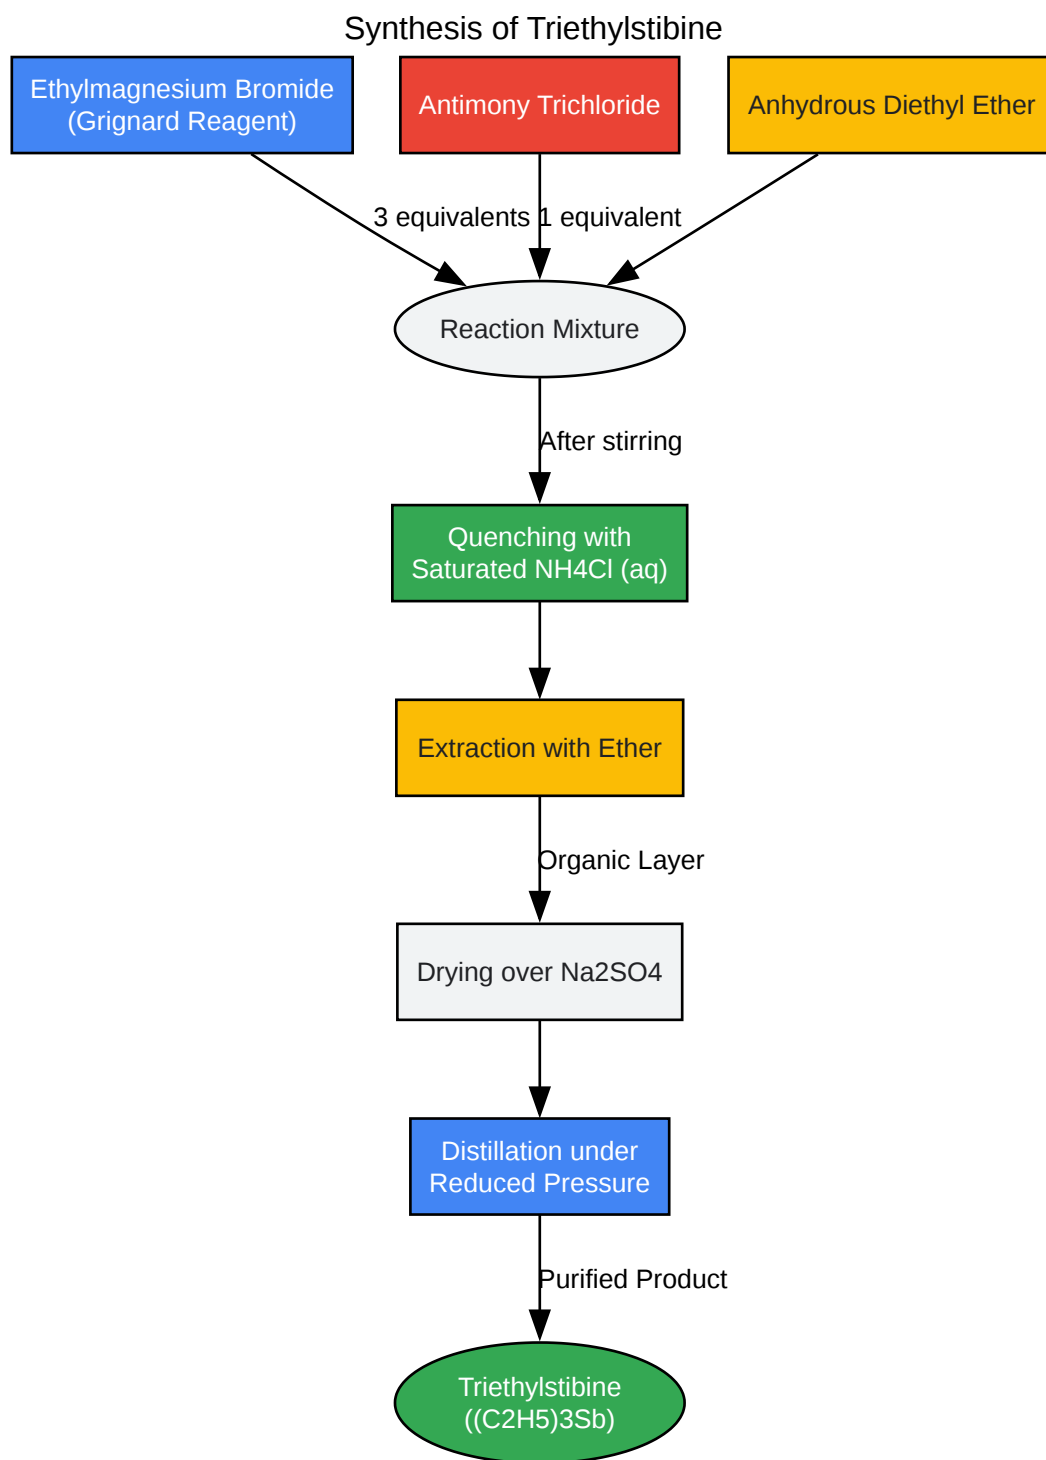 Synthesis of Triethylstibine
Ethylmagnesium Bromide
(Grignard Reagent)
Antimony Trichloride
Anhydrous Diethyl Ether
3 equivalents
1 equivalent
Reaction Mixture
After stirring
Quenching with
Saturated NH4Cl (aq)
Extraction with Ether
Organic Layer
Drying over Na2SO4
Distillation under
Reduced Pressure
Purified Product
Triethylstibine
((C2H5)3Sb)